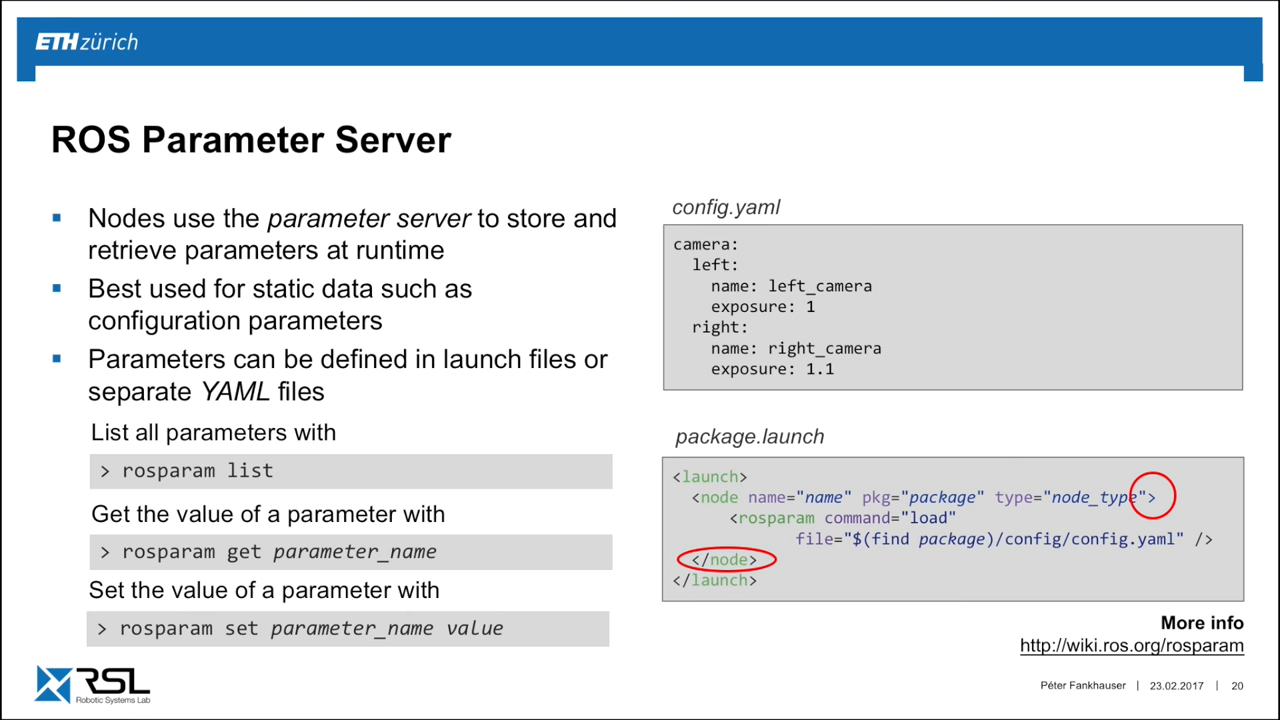 ETHzürich
ROS Parameter Server
▪ Nodes use the parameter server to store and
retrieve parameters at runtime
▪ Best used for static data such as
configuration parameters
▪ Parameters can be defined in launch files or
separate YAML files
List all parameters with
> rosparam list
Get the value of a parameter with
> rosparam get parameter_name
Set the value of a parameter with
> rosparam set parameter_name value
config.yaml
camera:
  left:
    name: left_camera
    exposure: 1
  right:
    name: right_camera
    exposure: 1.1
package.launch
<launch>
  <node name="name" pkg="package" type="node_type">
      <rosparam command="load"
             file="$(find package)/config/config.yaml" />
  </node>
</launch>
More info
http://wiki.ros.org/rosparam
RSL
Robotic Systems Lab
Péter Fankhauser | 23.02.2017 | 20